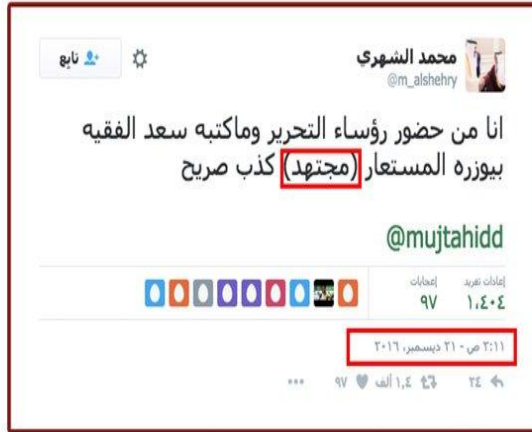 محمد الشهري
تابع
@m_alshehry
انا من حضور رؤساء التحرير وماكتبه سعد الفقيه
بيوزره المستعار (مجتهد) كذب صريح
@mujtahidd
إعادات تغريد
١،٤٠٤
إعجابات
٩٧
٢:١١ ص - ٢١ ديسمبر، ٢٠١٦
٢٤
١,٤ ألف
٩٧